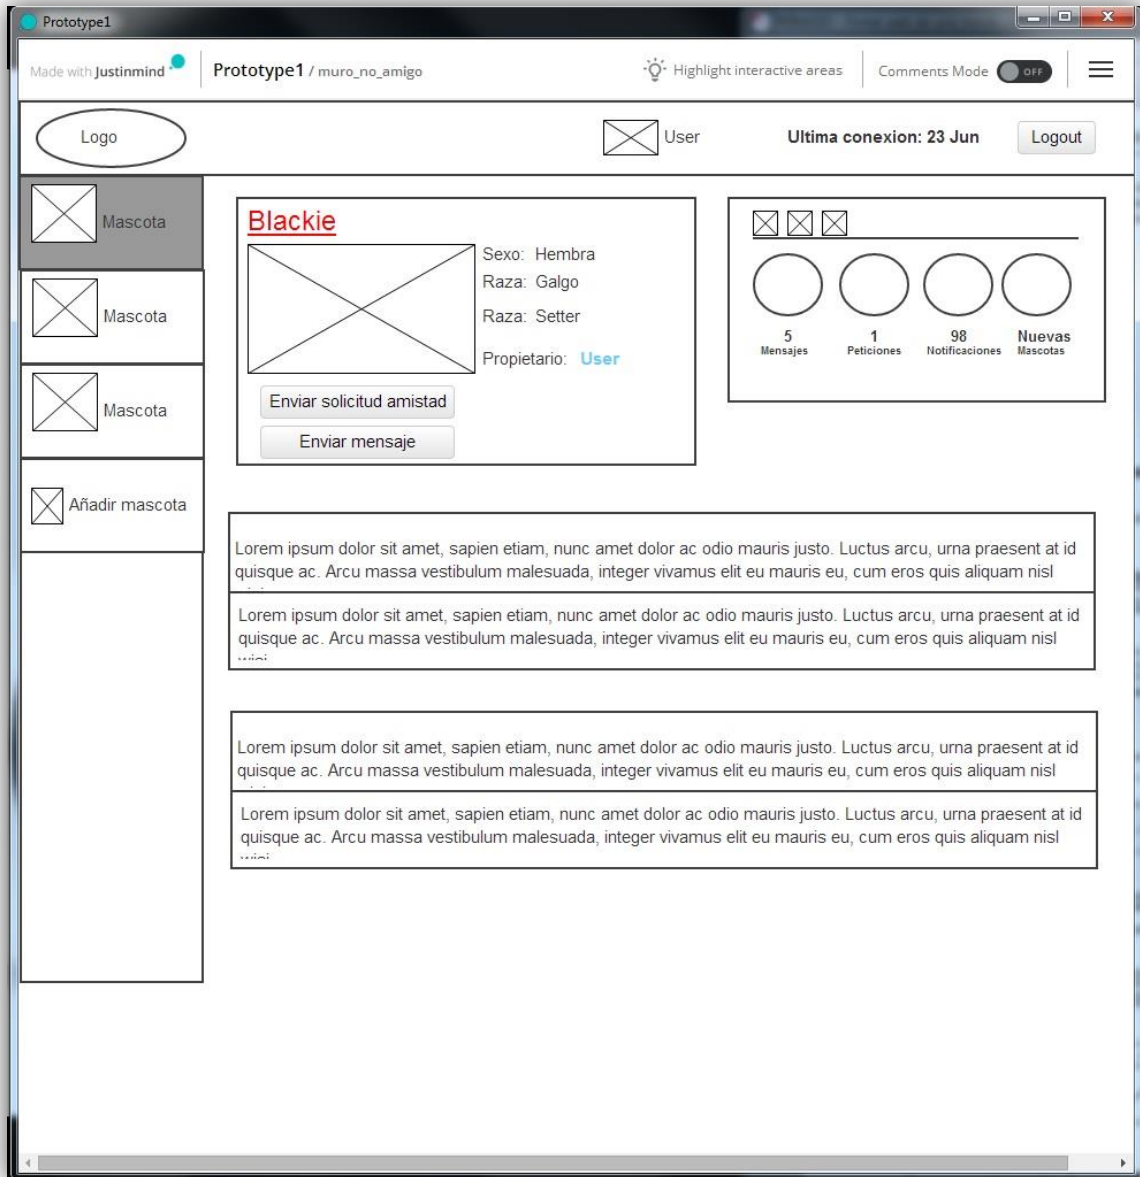 Prototype1
Made with Justinmind
Prototype1 / muro_no_amigo
Highlight interactive areas
Comments Mode
OFF
Logo
User
Ultima conexion: 23 Jun
Logout
Mascota
Mascota
Mascota
Añadir mascota
Blackie
Sexo: Hembra
Raza: Galgo
Raza: Setter
Propietario: User
Enviar solicitud amistad
Enviar mensaje
5
Mensajes
1
Peticiones
98
Notificaciones
Nuevas
Mascotas
Lorem ipsum dolor sit amet, sapien etiam, nunc amet dolor ac odio mauris justo. Luctus arcu, urna praesent at id
quisque ac. Arcu massa vestibulum malesuada, integer vivamus elit eu mauris eu, cum eros quis aliquam nisl
Lorem ipsum dolor sit amet, sapien etiam, nunc amet dolor ac odio mauris justo. Luctus arcu, urna praesent at id
quisque ac. Arcu massa vestibulum malesuada, integer vivamus elit eu mauris eu, cum eros quis aliquam nisl
Lorem ipsum dolor sit amet, sapien etiam, nunc amet dolor ac odio mauris justo. Luctus arcu, urna praesent at id
quisque ac. Arcu massa vestibulum malesuada, integer vivamus elit eu mauris eu, cum eros quis aliquam nisl
Lorem ipsum dolor sit amet, sapien etiam, nunc amet dolor ac odio mauris justo. Luctus arcu, urna praesent at id
quisque ac. Arcu massa vestibulum malesuada, integer vivamus elit eu mauris eu, cum eros quis aliquam nisl